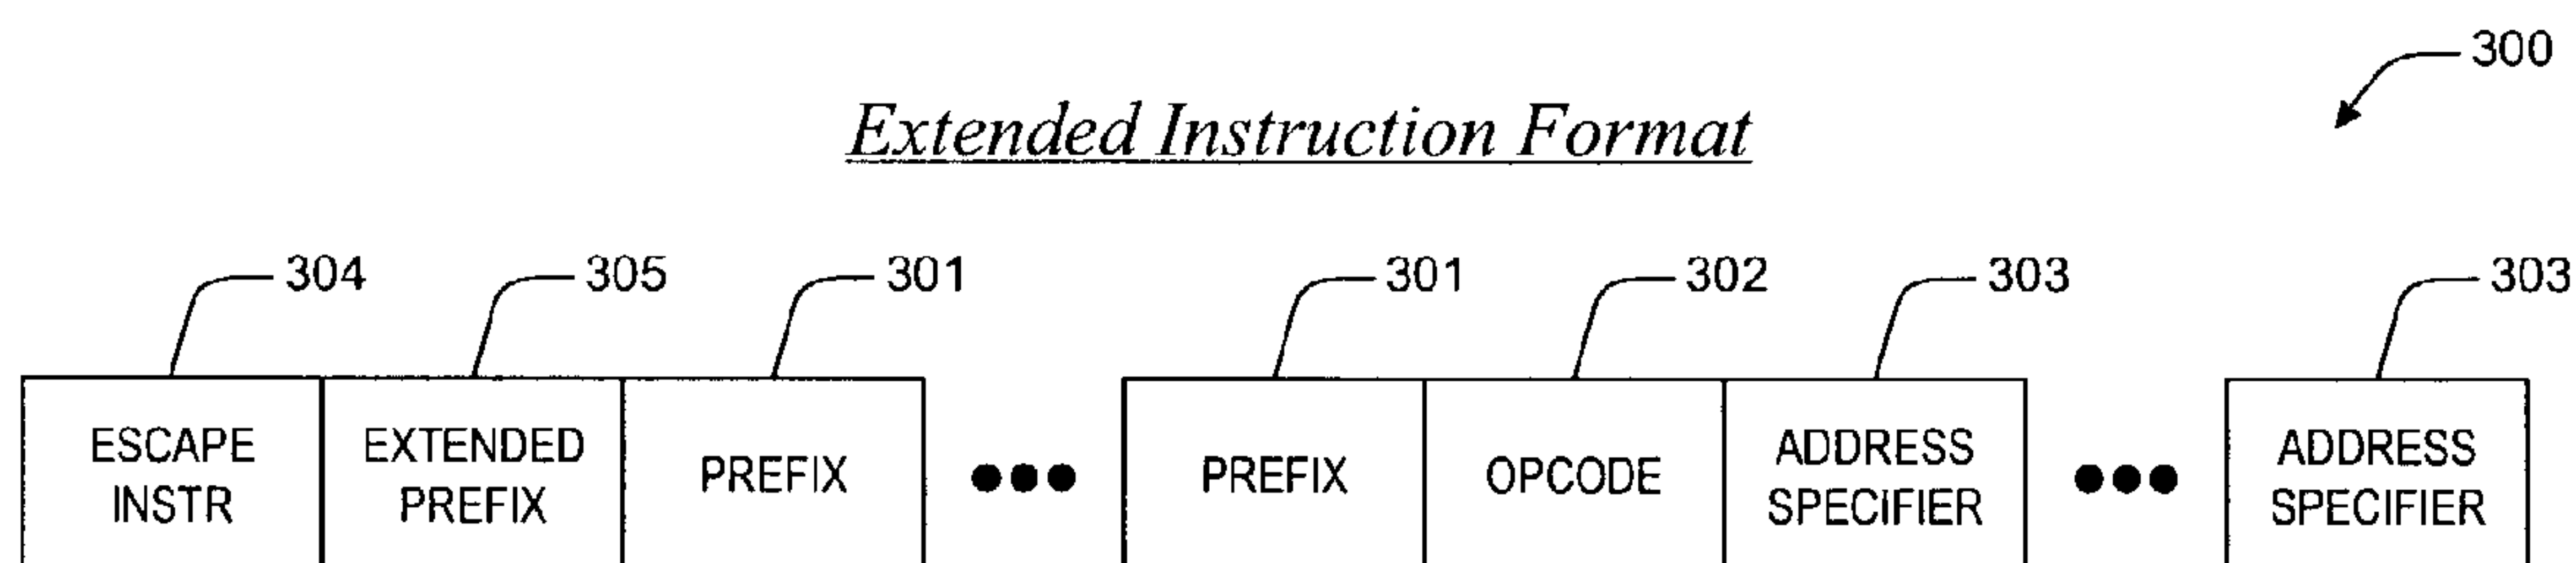 300
Extended Instruction Format
304 305 301 301 302 303 303
ESCAPE INSTR
EXTENDED PREFIX
PREFIX
●●●
PREFIX
OPCODE
ADDRESS SPECIFIER
●●●
ADDRESS SPECIFIER